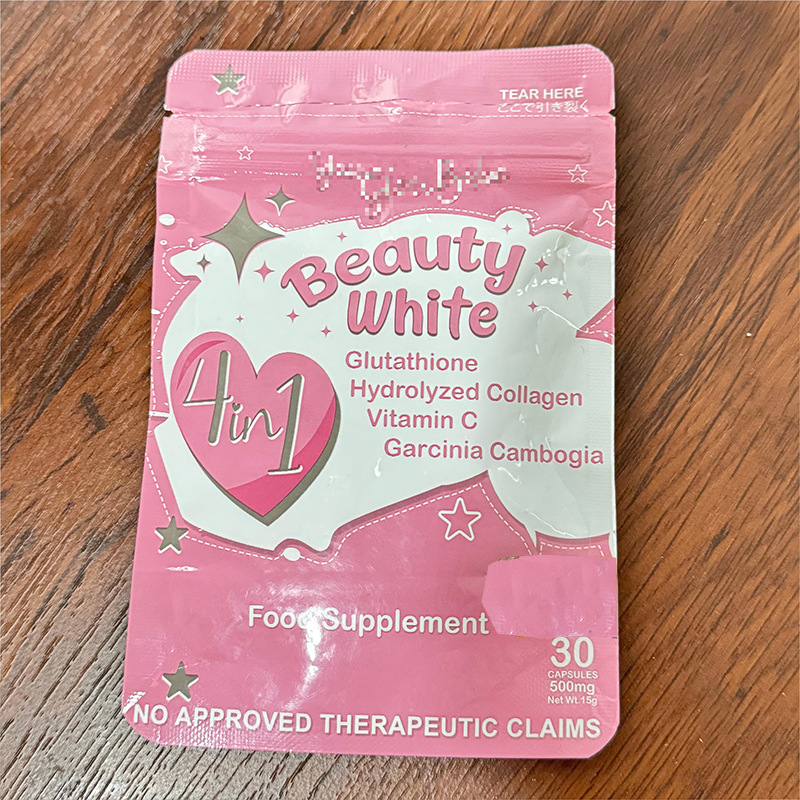 TEAR HERE
ここで引き裂く
Beauty
White
4in1
Glutathione
Hydrolyzed Collagen
Vitamin C
Garcinia Cambogia
Food Supplement
30
CAPSULES
500mg
Net Wt.15g
NO APPROVED THERAPEUTIC CLAIMS